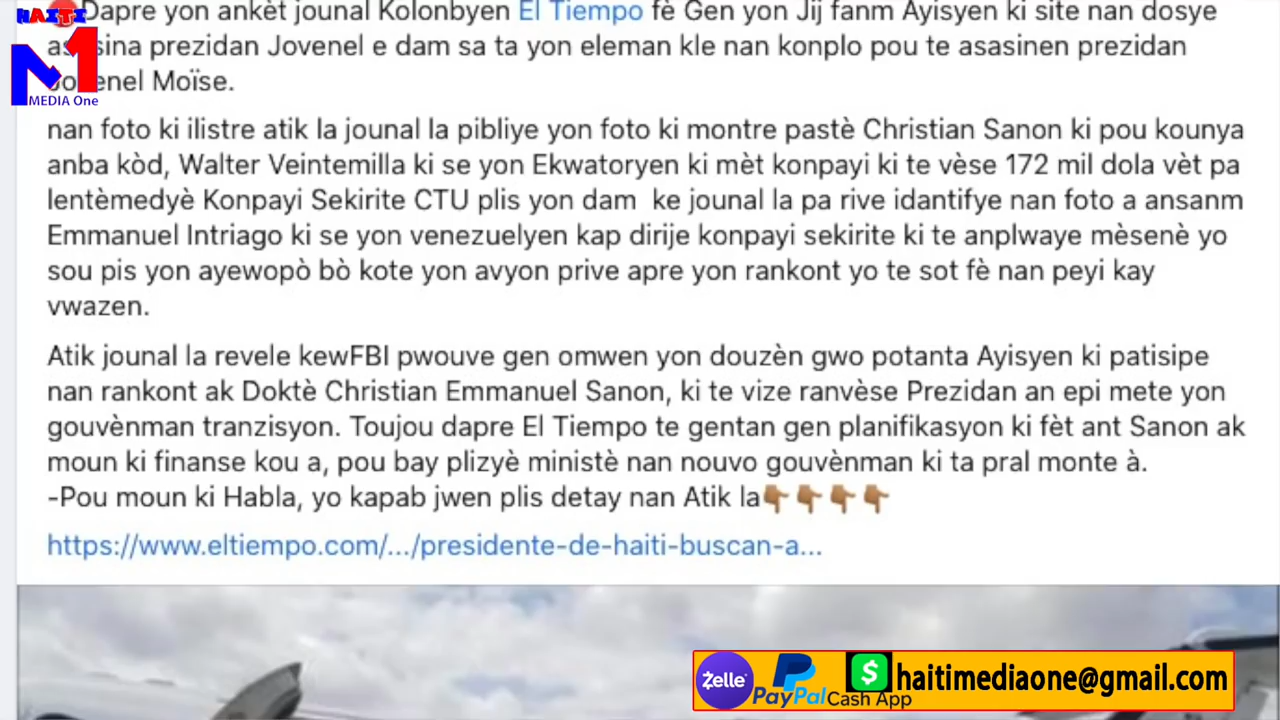 HAITI
MEDIA One
Dapre yon ankèt jounal Kolonbyen El Tiempo fè Gen yon Jij fanm Ayisyen ki site nan dosye
asasina prezidan Jovenel e dam sa ta yon eleman kle nan konplo pou te asasinen prezidan
Jovenel Moïse.
nan foto ki ilistre atik la jounal la pibliye yon foto ki montre pastè Christian Sanon ki pou kounya
anba kòd, Walter Veintemilla ki se yon Ekwatoryen ki mèt konpayi ki te vèse 172 mil dola vèt pa
lentèmedyè Konpayi Sekirite CTU plis yon dam ke jounal la pa rive idantifye nan foto a ansanm
Emmanuel Intriago ki se yon venezuelyen kap dirije konpayi sekirite ki te anplwaye mèsenè yo
sou pis yon ayewopò bò kote yon avyon prive apre yon rankont yo te sot fè nan peyi kay
vwazen.
Atik jounal la revele kewFBI pwouve gen omwen yon douzèn gwo potanta Ayisyen ki patisipe
nan rankont ak Doktè Christian Emmanuel Sanon, ki te vize ranvèse Prezidan an epi mete yon
gouvènman tranzisyon. Toujou dapre El Tiempo te gentan gen planifikasyon ki fèt ant Sanon ak
moun ki finanse kou a, pou bay plizyè ministè nan nouvo gouvènman ki ta pral monte à.
-Pou moun ki Habla, yo kapab jwen plis detay nan Atik la👇🏾👇🏾👇🏾👇🏾
https://www.eltiempo.com/.../presidente-de-haiti-buscan-a...
Zelle PayPal $ Cash App haitimediaone@gmail.com